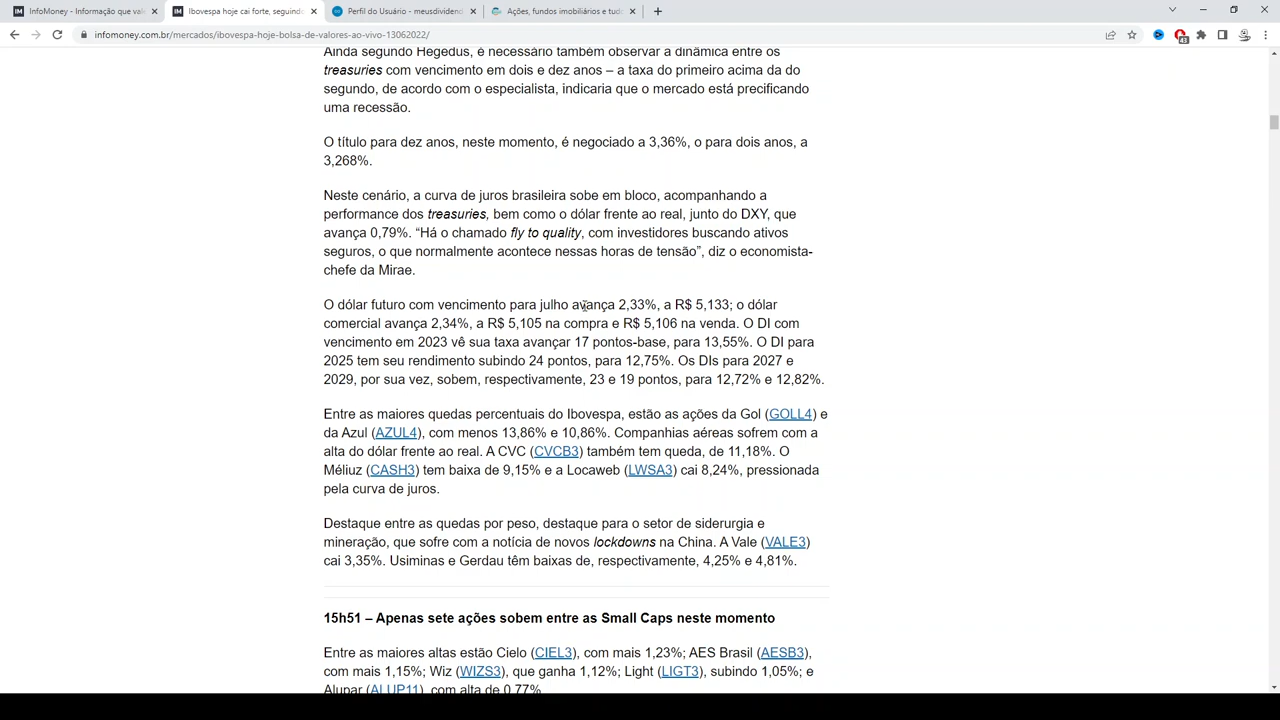 InfoMoney - Informação que val
Ibovespa hoje cai forte, seguindo
Perfil do Usuário - meusdividend
Ações, fundos imobiliários e tudo
infomoney.com.br/mercados/ibovespa-hoje-bolsa-de-valores-ao-vivo-13062022/
43
Ainda segundo Hegedus, é necessário também observar a dinâmica entre os
treasuries com vencimento em dois e dez anos – a taxa do primeiro acima da do
segundo, de acordo com o especialista, indicaria que o mercado está precificando
uma recessão.
O título para dez anos, neste momento, é negociado a 3,36%, o para dois anos, a
3,268%.
Neste cenário, a curva de juros brasileira sobe em bloco, acompanhando a
performance dos treasuries, bem como o dólar frente ao real, junto do DXY, que
avança 0,79%. “Há o chamado fly to quality, com investidores buscando ativos
seguros, o que normalmente acontece nessas horas de tensão”, diz o economista-
chefe da Mirae.
O dólar futuro com vencimento para julho avança 2,33%, a R$ 5,133; o dólar
comercial avança 2,34%, a R$ 5,105 na compra e R$ 5,106 na venda. O DI com
vencimento em 2023 vê sua taxa avançar 17 pontos-base, para 13,55%. O DI para
2025 tem seu rendimento subindo 24 pontos, para 12,75%. Os DIs para 2027 e
2029, por sua vez, sobem, respectivamente, 23 e 19 pontos, para 12,72% e 12,82%.
Entre as maiores quedas percentuais do Ibovespa, estão as ações da Gol (GOLL4) e
da Azul (AZUL4), com menos 13,86% e 10,86%. Companhias aéreas sofrem com a
alta do dólar frente ao real. A CVC (CVCB3) também tem queda, de 11,18%. O
Méliuz (CASH3) tem baixa de 9,15% e a Locaweb (LWSA3) cai 8,24%, pressionada
pela curva de juros.
Destaque entre as quedas por peso, destaque para o setor de siderurgia e
mineração, que sofre com a notícia de novos lockdowns na China. A Vale (VALE3)
cai 3,35%. Usiminas e Gerdau têm baixas de, respectivamente, 4,25% e 4,81%.
15h51 – Apenas sete ações sobem entre as Small Caps neste momento
Entre as maiores altas estão Cielo (CIEL3), com mais 1,23%; AES Brasil (AESB3),
com mais 1,15%; Wiz (WIZS3), que ganha 1,12%; Light (LIGT3), subindo 1,05%; e
Alupar (ALUP11), com alta de 0,77%.